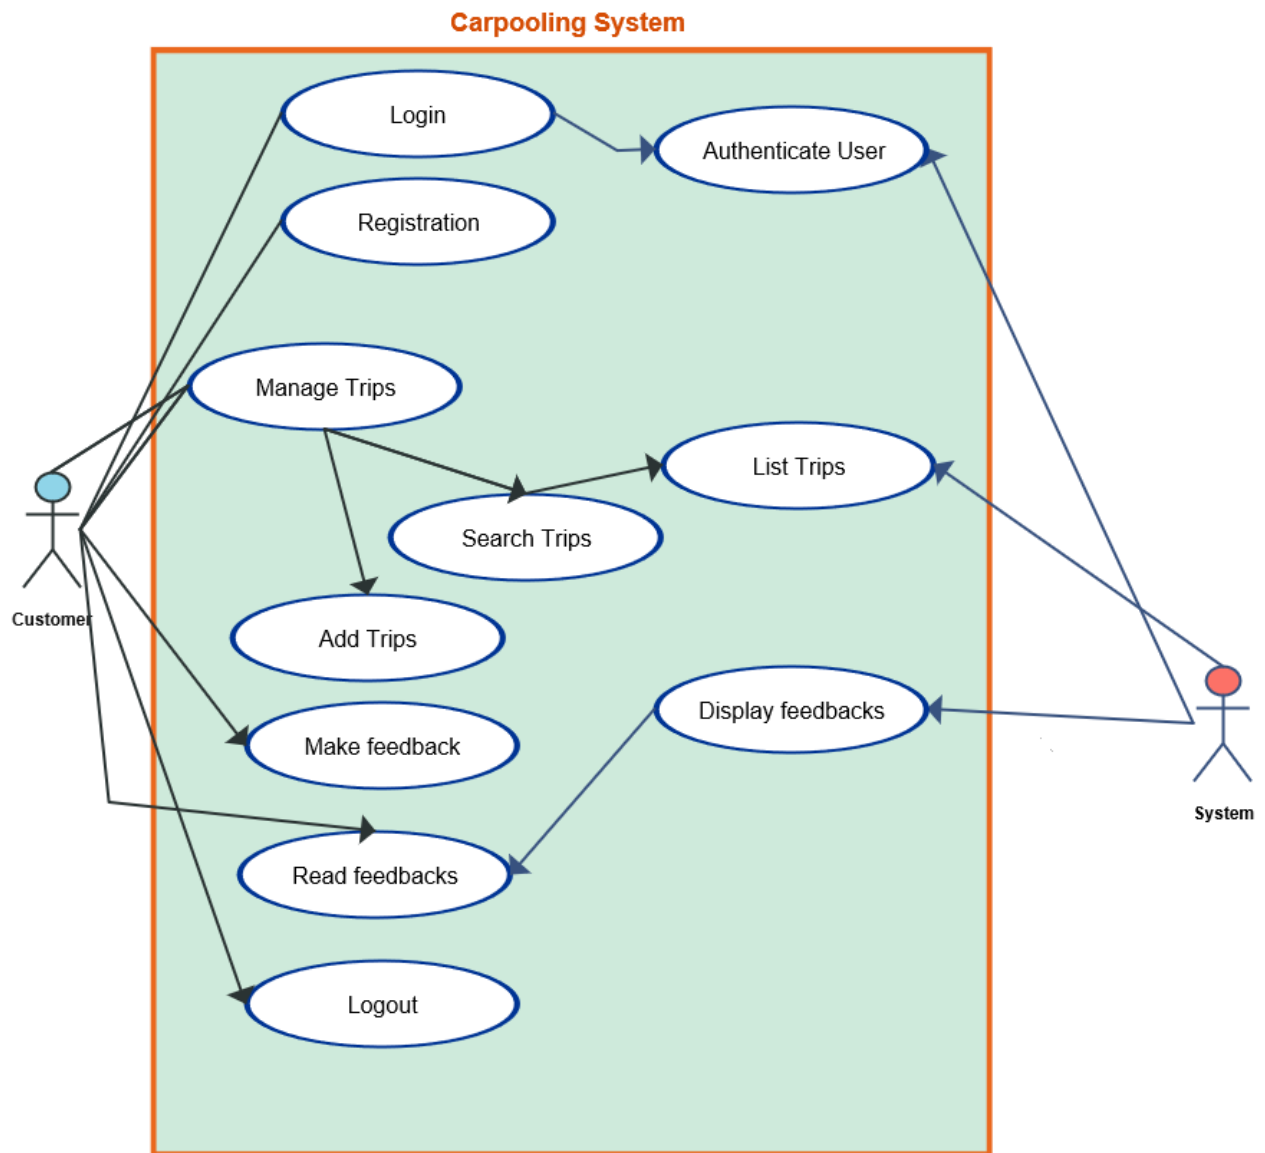 Carpooling System
Login
Authenticate User
Registration
Manage Trips
List Trips
Search Trips
Customer
Add Trips
Display feedbacks
Make feedback
System
Read feedbacks
Logout